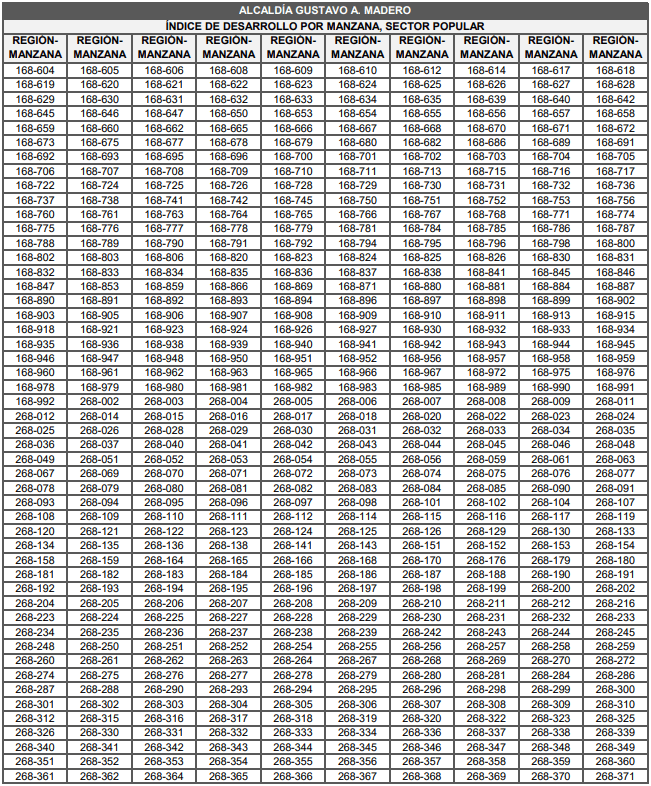 ALCALDÍA GUSTAVO A. MADERO
ÍNDICE DE DESARROLLO POR MANZANA, SECTOR POPULAR
REGIÓN- REGIÓN- REGIÓN- REGIÓN- REGIÓN- REGIÓN- REGIÓN- REGIÓN- REGIÓN- REGIÓN-
MANZANA MANZANA MANZANA MANZANA MANZANA MANZANA MANZANA MANZANA MANZANA MANZANA
168-604 168-605 168-606 168-608 168-609 168-610 168-612 168-614 168-617 168-618
168-619 168-620 168-621 168-622 168-623 168-624 168-625 168-626 168-627 168-628
168-629 168-630 168-631 168-632 168-633 168-634 168-635 168-639 168-640 168-642
168-645 168-646 168-647 168-650 168-653 168-654 168-655 168-656 168-657 168-658
168-659 168-660 168-662 168-665 168-666 168-667 168-668 168-670 168-671 168-672
168-673 168-675 168-677 168-678 168-679 168-680 168-682 168-686 168-689 168-691
168-692 168-693 168-695 168-696 168-700 168-701 168-702 168-703 168-704 168-705
168-706 168-707 168-708 168-709 168-710 168-711 168-713 168-715 168-716 168-717
168-722 168-724 168-725 168-726 168-728 168-729 168-730 168-731 168-732 168-736
168-737 168-738 168-741 168-742 168-745 168-750 168-751 168-752 168-753 168-756
168-760 168-761 168-763 168-764 168-765 168-766 168-767 168-768 168-771 168-774
168-775 168-776 168-777 168-778 168-779 168-781 168-784 168-785 168-786 168-787
168-788 168-789 168-790 168-791 168-792 168-794 168-795 168-796 168-798 168-800
168-802 168-803 168-806 168-820 168-823 168-824 168-825 168-826 168-830 168-831
168-832 168-833 168-834 168-835 168-836 168-837 168-838 168-841 168-845 168-846
168-847 168-853 168-859 168-866 168-869 168-871 168-880 168-881 168-884 168-887
168-890 168-891 168-892 168-893 168-894 168-896 168-897 168-898 168-899 168-902
168-903 168-905 168-906 168-907 168-908 168-909 168-910 168-911 168-913 168-915
168-918 168-921 168-923 168-924 168-926 168-927 168-930 168-932 168-933 168-934
168-935 168-936 168-938 168-939 168-940 168-941 168-942 168-943 168-944 168-945
168-946 168-947 168-948 168-950 168-951 168-952 168-956 168-957 168-958 168-959
168-960 168-961 168-962 168-963 168-965 168-966 168-967 168-972 168-975 168-976
168-978 168-979 168-980 168-981 168-982 168-983 168-985 168-989 168-990 168-991
168-992 268-002 268-003 268-004 268-005 268-006 268-007 268-008 268-009 268-011
268-012 268-014 268-015 268-016 268-017 268-018 268-020 268-022 268-023 268-024
268-025 268-026 268-028 268-029 268-030 268-031 268-032 268-033 268-034 268-035
268-036 268-037 268-040 268-041 268-042 268-043 268-044 268-045 268-046 268-048
268-049 268-051 268-052 268-053 268-054 268-055 268-056 268-059 268-061 268-063
268-067 268-069 268-070 268-071 268-072 268-073 268-074 268-075 268-076 268-077
268-078 268-079 268-080 268-081 268-082 268-083 268-084 268-085 268-090 268-091
268-093 268-094 268-095 268-096 268-097 268-098 268-101 268-102 268-104 268-107
268-108 268-109 268-110 268-111 268-112 268-114 268-115 268-116 268-117 268-119
268-120 268-121 268-122 268-123 268-124 268-125 268-126 268-129 268-130 268-133
268-134 268-135 268-136 268-138 268-141 268-143 268-151 268-152 268-153 268-154
268-158 268-159 268-164 268-165 268-166 268-168 268-170 268-176 268-179 268-180
268-181 268-182 268-183 268-184 268-185 268-186 268-187 268-188 268-190 268-191
268-192 268-193 268-194 268-195 268-196 268-197 268-198 268-199 268-200 268-202
268-204 268-205 268-206 268-207 268-208 268-209 268-210 268-211 268-212 268-216
268-223 268-224 268-225 268-227 268-228 268-229 268-230 268-231 268-232 268-233
268-234 268-235 268-236 268-237 268-238 268-239 268-242 268-243 268-244 268-245
268-248 268-250 268-251 268-252 268-254 268-255 268-256 268-257 268-258 268-259
268-260 268-261 268-262 268-263 268-264 268-267 268-268 268-269 268-270 268-272
268-274 268-275 268-276 268-277 268-278 268-279 268-280 268-281 268-284 268-286
268-287 268-288 268-290 268-293 268-294 268-295 268-296 268-298 268-299 268-300
268-301 268-302 268-303 268-304 268-305 268-306 268-307 268-308 268-309 268-310
268-312 268-315 268-316 268-317 268-318 268-319 268-320 268-322 268-323 268-325
268-326 268-330 268-331 268-332 268-333 268-334 268-336 268-337 268-338 268-339
268-340 268-341 268-342 268-343 268-344 268-345 268-346 268-347 268-348 268-349
268-351 268-352 268-353 268-354 268-355 268-356 268-357 268-358 268-359 268-360
268-361 268-362 268-364 268-365 268-366 268-367 268-368 268-369 268-370 268-371